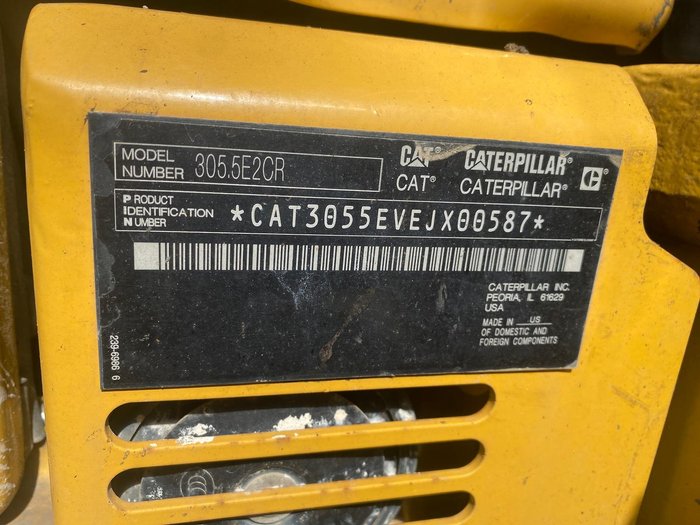 MODEL NUMBER 305.5E2CR
CAT® CATERPILLAR®
CAT® CATERPILLAR® C
PRODUCT IDENTIFICATION NUMBER *CAT3055EVEJX00587*
CATERPILLAR INC.
PEORIA, IL 61629
USA
MADE IN US
OF DOMESTIC AND
FOREIGN COMPONENTS
239-6986 6